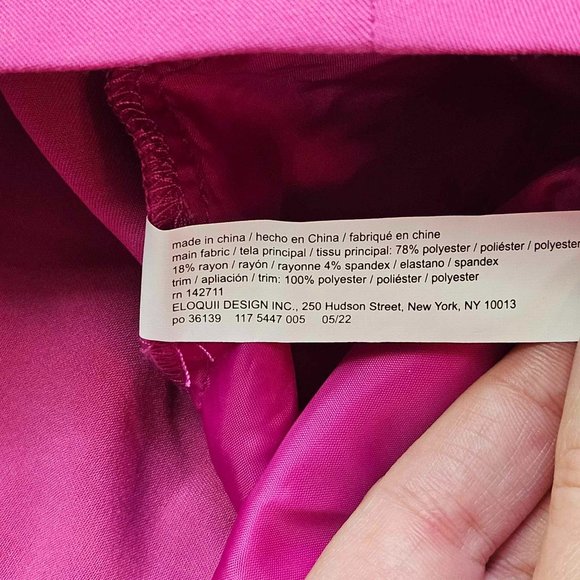 made in china / hecho en China / fabriqué en chine
main fabric / tela principal / tissu principal: 78% polyester / poliéster / polyester
18% rayon / rayón / rayonne 4% spandex / elastano / spandex
trim / apliación / trim: 100% polyester / poliéster / polyester
rn 142711
ELOQUII DESIGN INC., 250 Hudson Street, New York, NY 10013
po 36139 117 5447 005 05/22